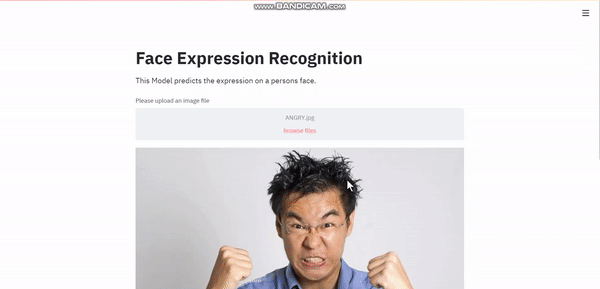 www.BANDICAM.com
Face Expression Recognition
This Model predicts the expression on a persons face.
Please upload an image file
ANGRY.jpg
browse files